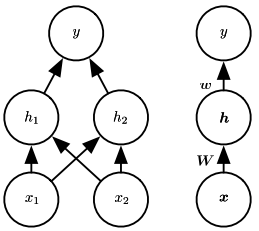 y y
w
h₁ h₂ h
W
x₁ x₂ x